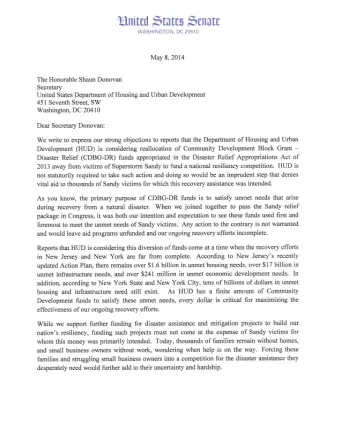 United States Senate
WASHINGTON, DC 20510
May 8, 2014
The Honorable Shaun Donovan
Secretary
United States Department of Housing and Urban Development
451 Seventh Street, SW
Washington, DC 20410
Dear Secretary Donovan:
We write to express our strong objections to reports that the Department of Housing and Urban
Development (HUD) is considering reallocation of Community Development Block Grant –
Disaster Relief (CDBG-DR) funds appropriated in the Disaster Relief Appropriations Act of
2013 away from victims of Superstorm Sandy to fund a national resiliency competition. HUD is
not statutorily required to take such action and doing so would be an imprudent step that denies
vital aid to thousands of Sandy victims for which this recovery assistance was intended.
As you know, the primary purpose of CDBG-DR funds is to satisfy unmet needs that arise
during recovery from a natural disaster. When we joined together to pass the Sandy relief
package in Congress, it was both our intention and expectation to see these funds used first and
foremost to meet the unmet needs of Sandy victims. Any action to the contrary is not warranted
and would leave aid programs unfunded and our ongoing recovery efforts incomplete.
Reports that HUD is considering this diversion of funds come at a time when the recovery efforts
in New Jersey and New York are far from complete. According to New Jersey's recently
updated Action Plan, there remains over $1.6 billion in unmet housing needs, over $17 billion in
unmet infrastructure needs, and over $241 million in unmet economic development needs. In
addition, according to New York State and New York City, tens of billions of dollars in unmet
housing and infrastructure need still exist. As HUD has a finite amount of Community
Development funds to satisfy these unmet needs, every dollar is critical for maximizing the
effectiveness of our ongoing recovery efforts.
While we support further funding for disaster assistance and mitigation projects to build our
nation's resiliency, funding such projects must not come at the expense of Sandy victims for
whom this money was primarily intended. Today, thousands of families remain without homes,
and small business owners without work, wondering when help is on the way. Forcing these
families and struggling small business owners into a competition for the disaster assistance they
desperately need would further add to their uncertainty and hardship.